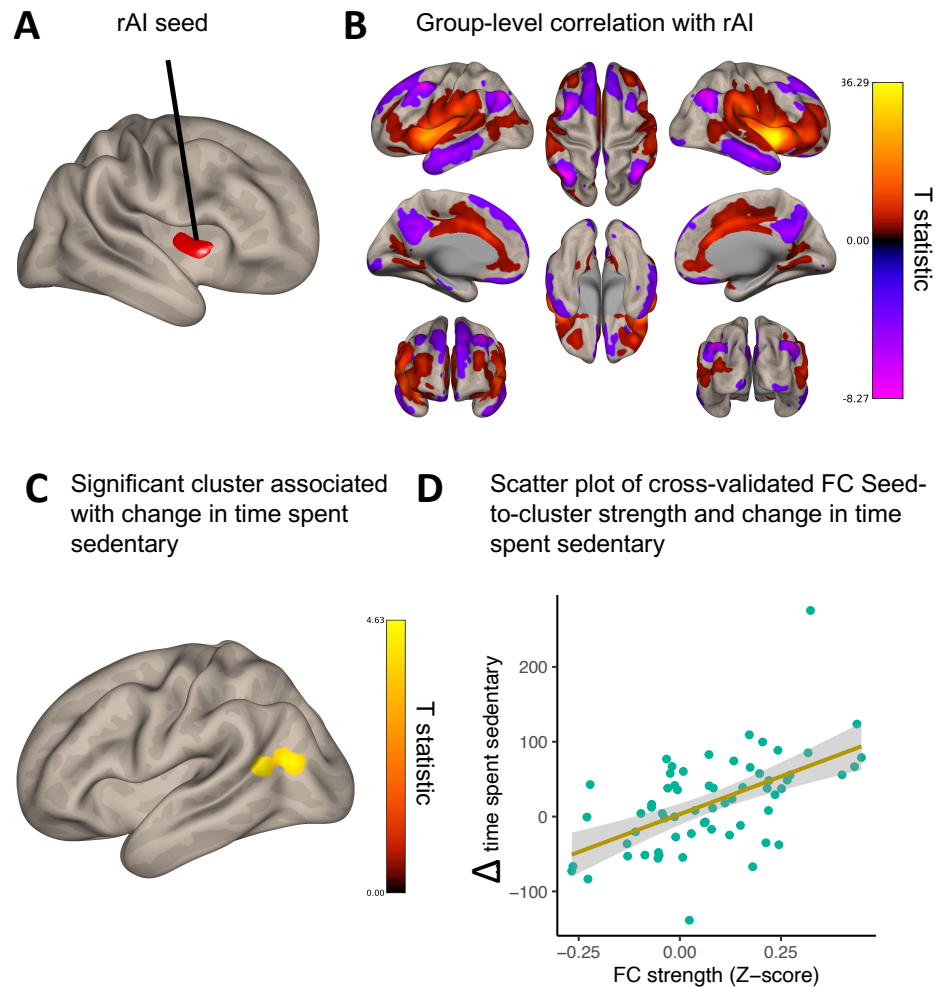 A
rAI seed
B
Group-level correlation with rAI
36.29
0.00
-8.27
T statistic
C
Significant cluster associated
with change in time spent
sedentary
4.63
0.00
T statistic
D
Scatter plot of cross-validated FC Seed-
to-cluster strength and change in time
spent sedentary
Δ time spent sedentary
200
100
0
−100
−0.25
0.00
0.25
FC strength (Z−score)